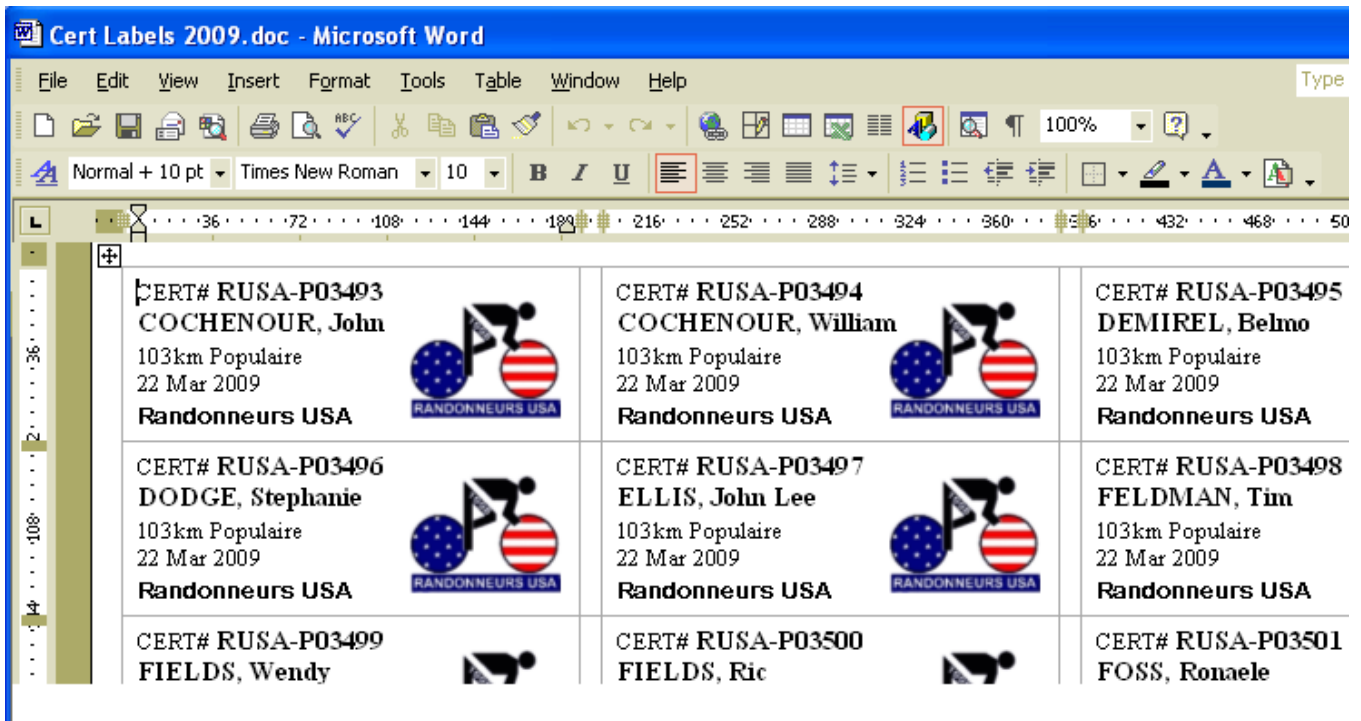 Cert Labels 2009.doc - Microsoft Word
File Edit View Insert Format Tools Table Window Help
Type
ABC
100%
Normal + 10 pt Times New Roman 10 B I U A
L
36 72 108 144 189 216 252 288 324 360 396 432 468 50
CERT# RUSA-P03493
COCHENOUR, John
103km Populaire
22 Mar 2009
Randonneurs USA
RANDONNEURS USA
CERT# RUSA-P03494
COCHENOUR, William
103km Populaire
22 Mar 2009
Randonneurs USA
RANDONNEURS USA
CERT# RUSA-P03495
DEMIREL, Belmo
103km Populaire
22 Mar 2009
Randonneurs USA
36
108
CERT# RUSA-P03496
DODGE, Stephanie
103km Populaire
22 Mar 2009
Randonneurs USA
RANDONNEURS USA
CERT# RUSA-P03497
ELLIS, John Lee
103km Populaire
22 Mar 2009
Randonneurs USA
RANDONNEURS USA
CERT# RUSA-P03498
FELDMAN, Tim
103km Populaire
22 Mar 2009
Randonneurs USA
CERT# RUSA-P03499
FIELDS, Wendy
CERT# RUSA-P03500
FIELDS, Ric
CERT# RUSA-P03501
FOSS, Ronaele